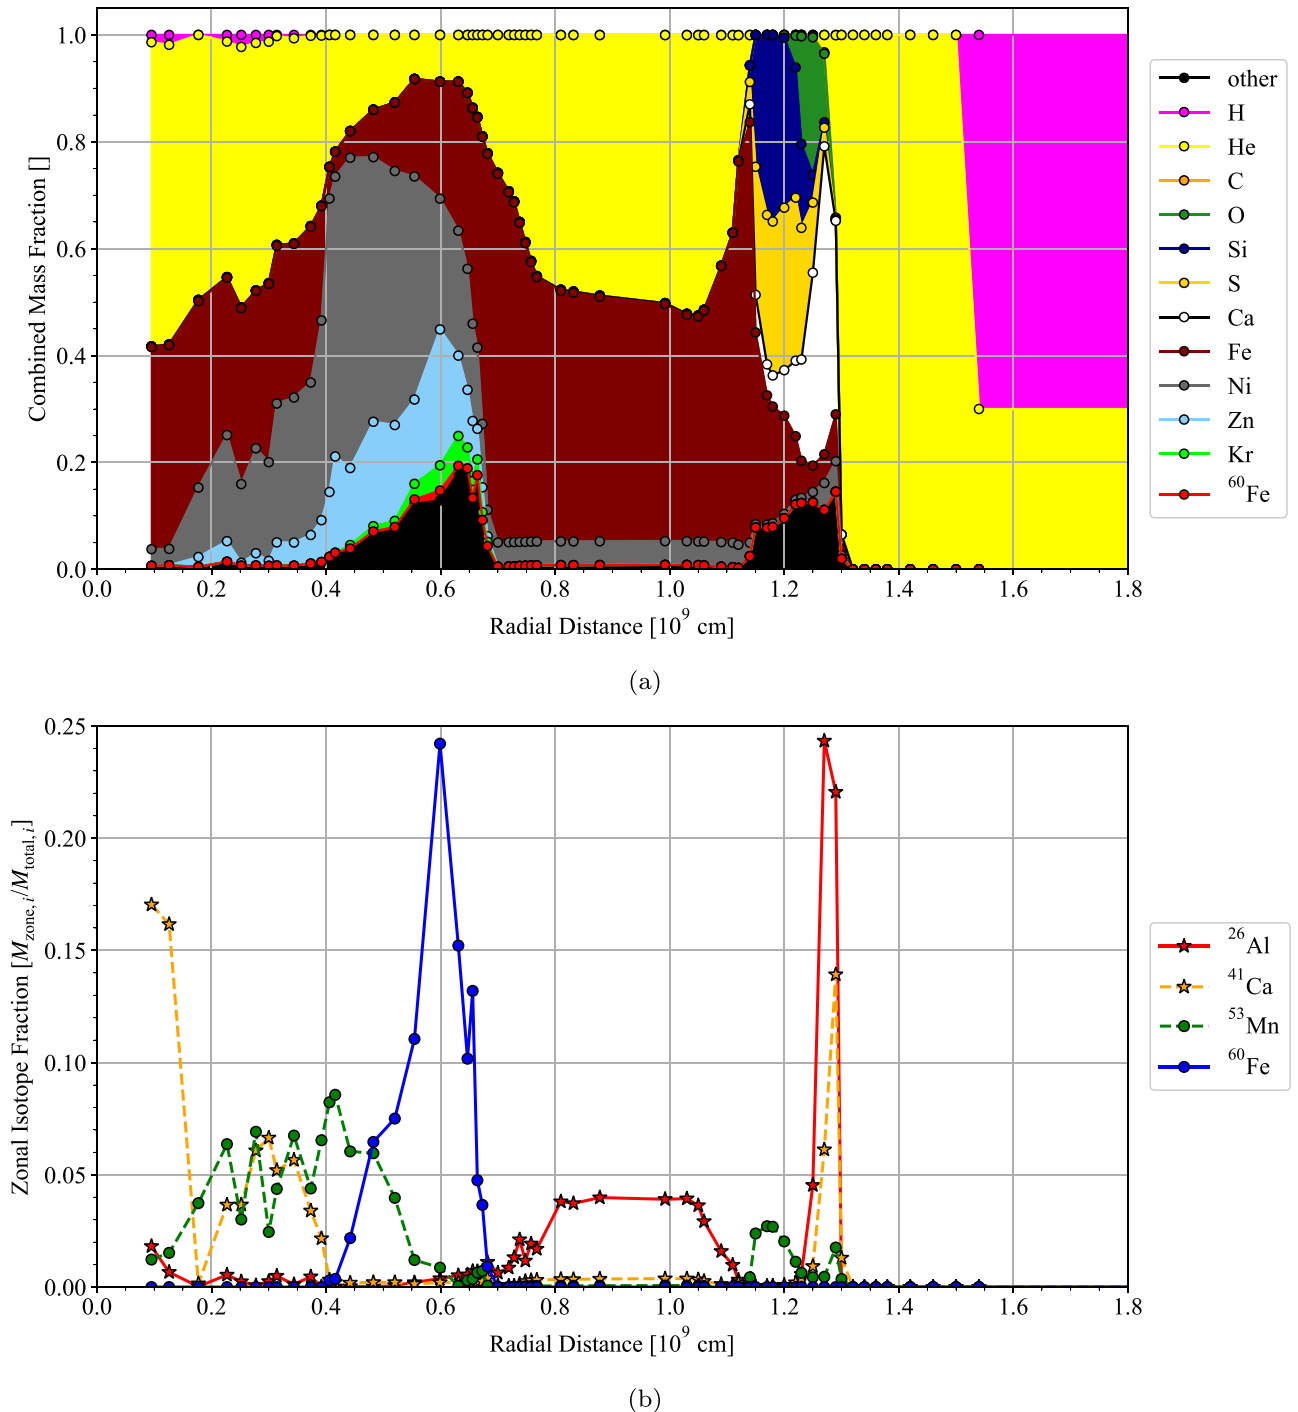 1.0
0.8
0.6
0.4
0.2
0.0
Combined Mass Fraction []
0.0 0.2 0.4 0.6 0.8 1.0 1.2 1.4 1.6 1.8
Radial Distance [10⁹ cm]
other
H
He
C
O
Si
S
Ca
Fe
Ni
Zn
Kr
⁶⁰Fe
(a)
0.25
0.20
0.15
0.10
0.05
0.00
Zonal Isotope Fraction [M_zone,i/M_total,i]
0.0 0.2 0.4 0.6 0.8 1.0 1.2 1.4 1.6 1.8
Radial Distance [10⁹ cm]
²⁶Al
⁴¹Ca
⁵³Mn
⁶⁰Fe
(b)